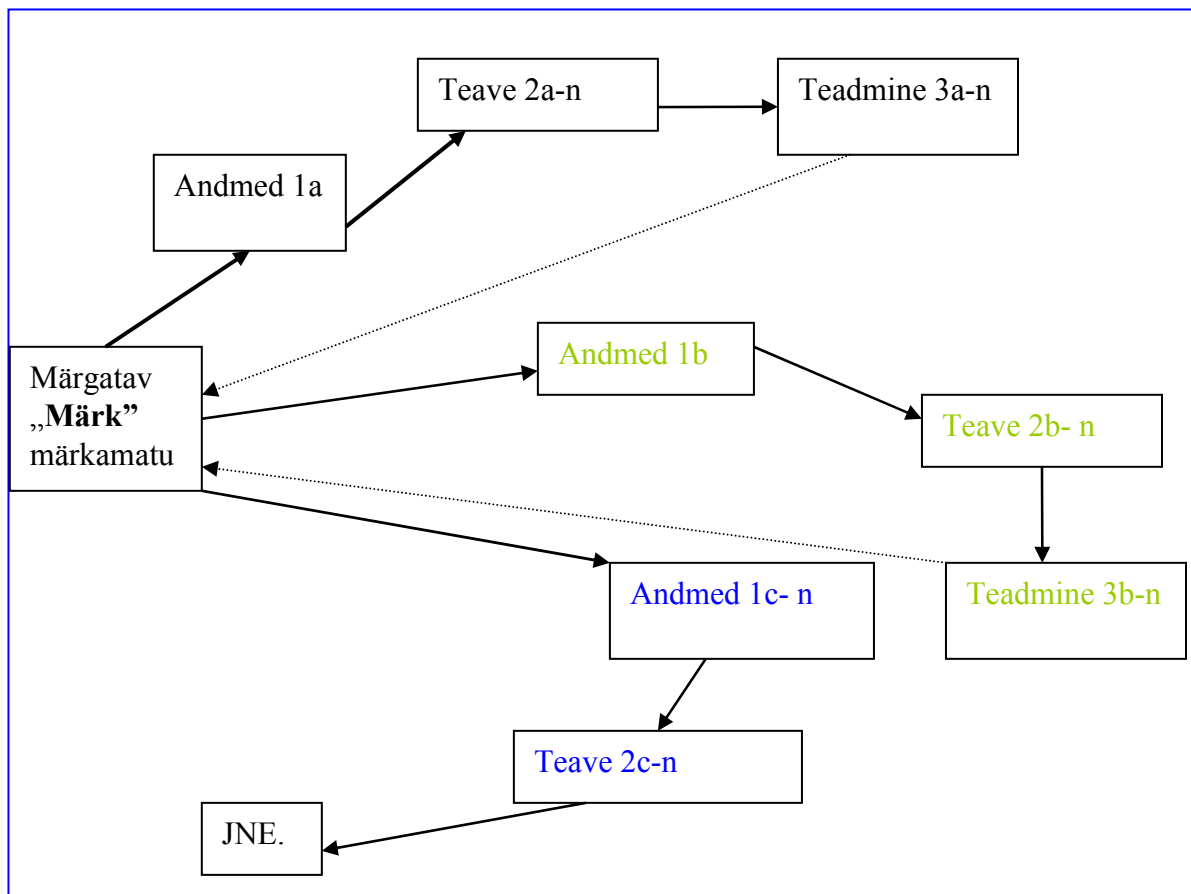 Teave 2a-n
Teadmine 3a-n
Andmed 1a
Märgatav
„Märk”
märkamatu
Andmed 1b
Teave 2b- n
Andmed 1c- n
Teadmine 3b-n
Teave 2c-n
JNE.